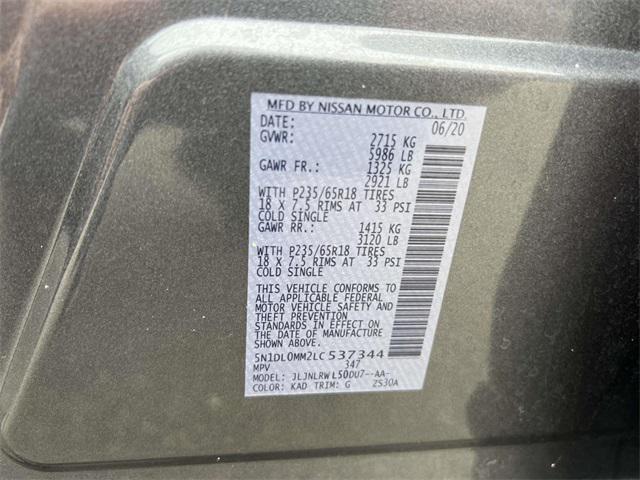 MFD BY NISSAN MOTOR CO., LTD.
DATE: 06/20
GVWR: 2715 KG
5986 LB
GAWR FR.: 1325 KG
2921 LB
WITH P235/65R18 TIRES
18 X 7.5 RIMS AT 33 PSI
COLD SINGLE
GAWR RR.: 1415 KG
3120 LB
WITH P235/65R18 TIRES
18 X 7.5 RIMS AT 33 PSI
COLD SINGLE
THIS VEHICLE CONFORMS TO
ALL APPLICABLE FEDERAL
MOTOR VEHICLE SAFETY AND
THEFT PREVENTION
STANDARDS IN EFFECT ON
THE DATE OF MANUFACTURE
SHOWN ABOVE.
5N1DL0MM2LC 537344
MPV 347
MODEL: JLJNLRW L50DU7--AA-
COLOR: KAD TRIM: G ZS30A